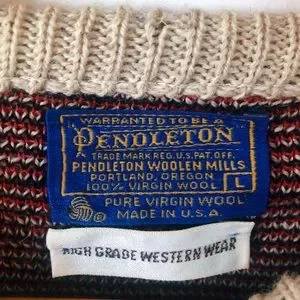 WARRANTED TO BE A
PENDLETON
TRADE MARK REG. U.S. PAT. OFF.
PENDLETON WOOLEN MILLS
PORTLAND, OREGON
100% VIRGIN WOOL L
PURE VIRGIN WOOL
MADE IN U.S.A.
HIGH GRADE WESTERN WEAR